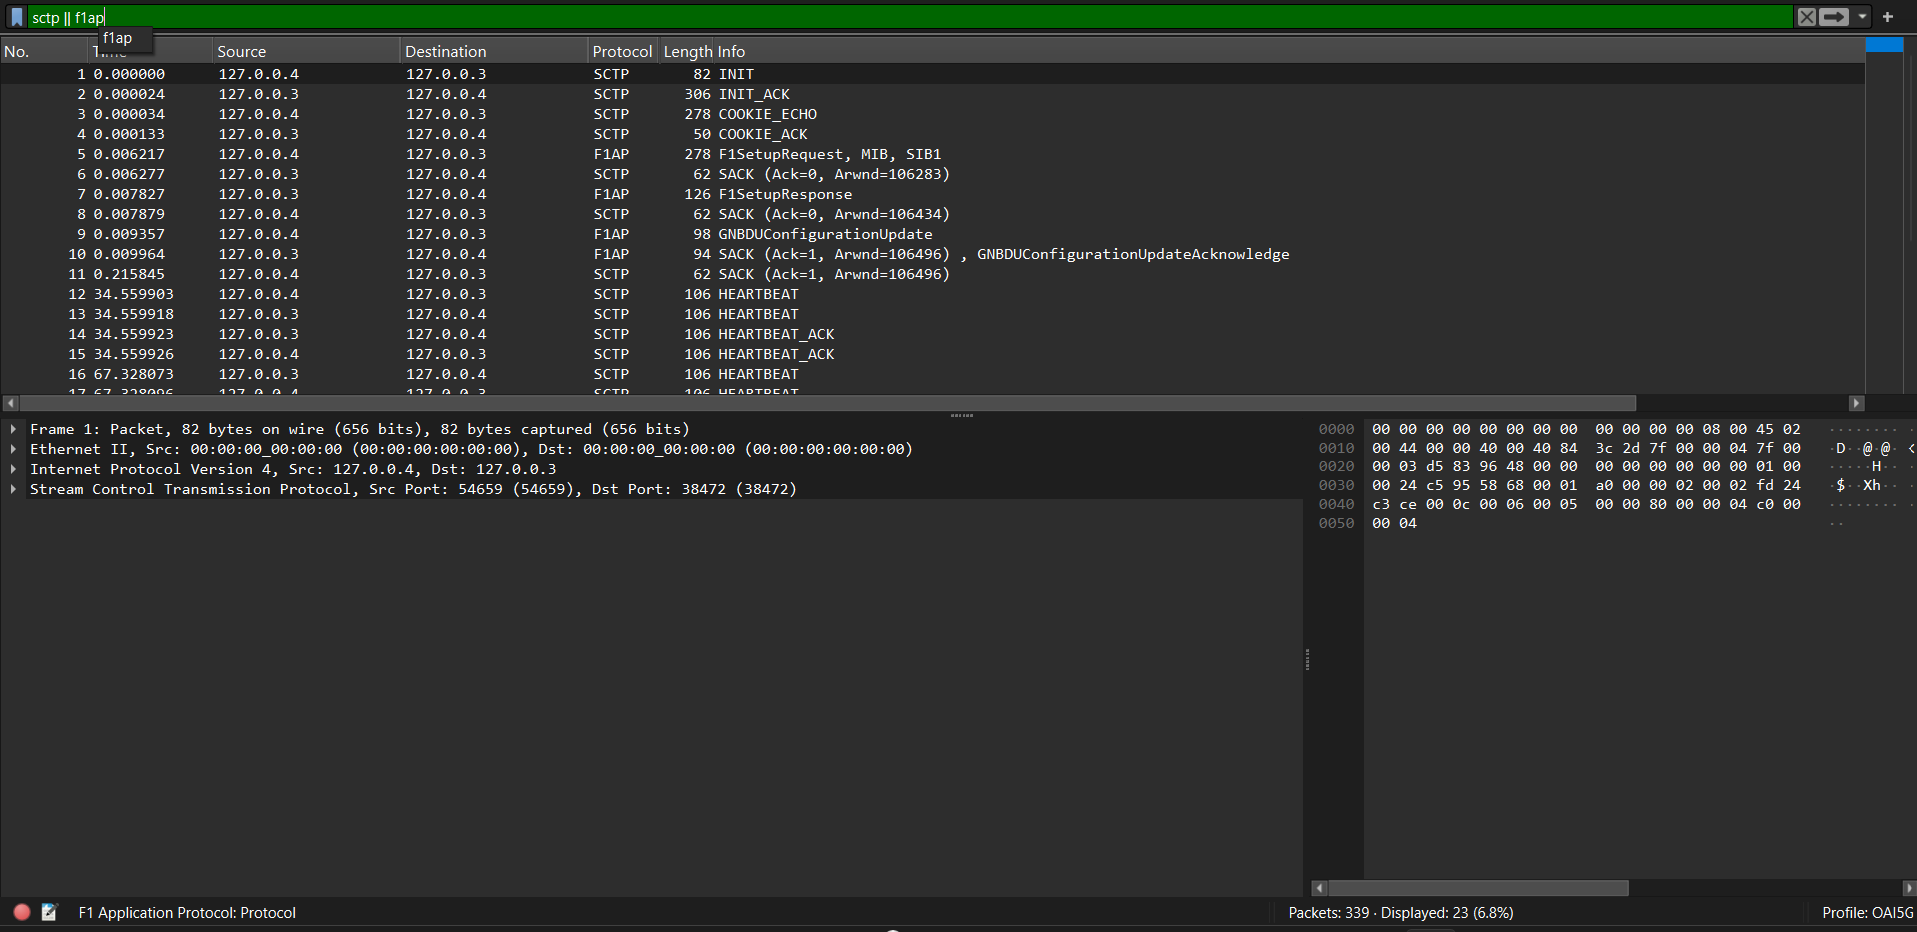 sctp || f1ap
f1ap
No. Time Source Destination Protocol Length Info
1 0.000000 127.0.0.4 127.0.0.3 SCTP 82 INIT
2 0.000024 127.0.0.3 127.0.0.4 SCTP 306 INIT_ACK
3 0.000034 127.0.0.4 127.0.0.3 SCTP 278 COOKIE_ECHO
4 0.000133 127.0.0.3 127.0.0.4 SCTP 50 COOKIE_ACK
5 0.006217 127.0.0.4 127.0.0.3 F1AP 278 F1SetupRequest, MIB, SIB1
6 0.006277 127.0.0.3 127.0.0.4 SCTP 62 SACK (Ack=0, Arwnd=106283)
7 0.007827 127.0.0.3 127.0.0.4 F1AP 126 F1SetupResponse
8 0.007879 127.0.0.4 127.0.0.3 SCTP 62 SACK (Ack=0, Arwnd=106434)
9 0.009357 127.0.0.4 127.0.0.3 F1AP 98 GNBDUConfigurationUpdate
10 0.009964 127.0.0.3 127.0.0.4 F1AP 94 SACK (Ack=1, Arwnd=106496) , GNBDUConfigurationUpdateAcknowledge
11 0.215845 127.0.0.4 127.0.0.3 SCTP 62 SACK (Ack=1, Arwnd=106496)
12 34.559903 127.0.0.4 127.0.0.3 SCTP 106 HEARTBEAT
13 34.559918 127.0.0.3 127.0.0.4 SCTP 106 HEARTBEAT
14 34.559923 127.0.0.3 127.0.0.4 SCTP 106 HEARTBEAT_ACK
15 34.559926 127.0.0.4 127.0.0.3 SCTP 106 HEARTBEAT_ACK
16 67.328073 127.0.0.3 127.0.0.4 SCTP 106 HEARTBEAT
17 67.328096 127.0.0.4 127.0.0.3 SCTP 106 HEARTBEAT
Frame 1: Packet, 82 bytes on wire (656 bits), 82 bytes captured (656 bits)
Ethernet II, Src: 00:00:00_00:00:00 (00:00:00:00:00:00), Dst: 00:00:00_00:00:00 (00:00:00:00:00:00)
Internet Protocol Version 4, Src: 127.0.0.4, Dst: 127.0.0.3
Stream Control Transmission Protocol, Src Port: 54659 (54659), Dst Port: 38472 (38472)
0000 00 00 00 00 00 00 00 00 00 00 00 00 08 00 45 02 ········ ·
0010 00 44 00 00 40 00 40 84 3c 2d 7f 00 00 04 7f 00 ·D··@·@· <
0020 00 03 d5 83 96 48 00 00 00 00 00 00 00 00 01 00 ·····H·· ·
0030 00 24 c5 95 58 68 00 01 a0 00 00 02 00 02 fd 24 ·$··Xh·· ·
0040 c3 ce 00 0c 00 06 00 05 00 00 80 00 00 04 c0 00 ········ ·
0050 00 04 ··
F1 Application Protocol: Protocol
Packets: 339 · Displayed: 23 (6.8%)
Profile: OAI5G